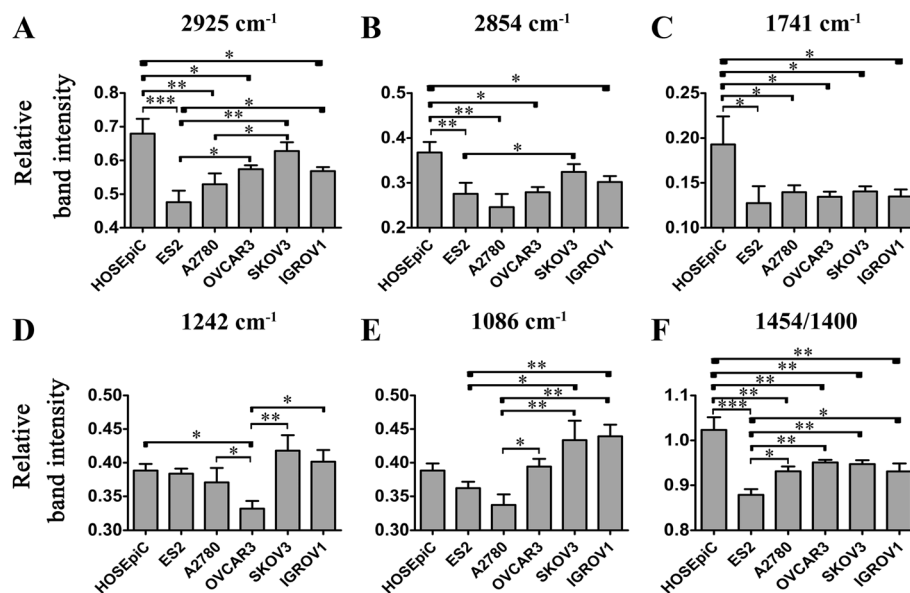 A 2925 cm⁻¹
B 2854 cm⁻¹
C 1741 cm⁻¹
Relative
band intensity
0.8
0.7
0.6
0.5
0.4
*
*
**
***
*
**
*
*
HOSEpiC
ES2
A2780
OVCAR3
SKOV3
IGROV1
0.5
0.4
0.3
0.2
*
*
**
**
*
HOSEpiC
ES2
A2780
OVCAR3
SKOV3
IGROV1
0.25
0.20
0.15
0.10
*
*
*
*
*
HOSEpiC
ES2
A2780
OVCAR3
SKOV3
IGROV1
D 1242 cm⁻¹
E 1086 cm⁻¹
F 1454/1400
Relative
band intensity
0.50
0.45
0.40
0.35
0.30
*
**
*
*
HOSEpiC
ES2
A2780
OVCAR3
SKOV3
IGROV1
0.50
0.45
0.40
0.35
0.30
**
*
**
**
*
HOSEpiC
ES2
A2780
OVCAR3
SKOV3
IGROV1
1.1
1.0
0.9
0.8
**
**
**
**
***
*
**
**
*
HOSEpiC
ES2
A2780
OVCAR3
SKOV3
IGROV1